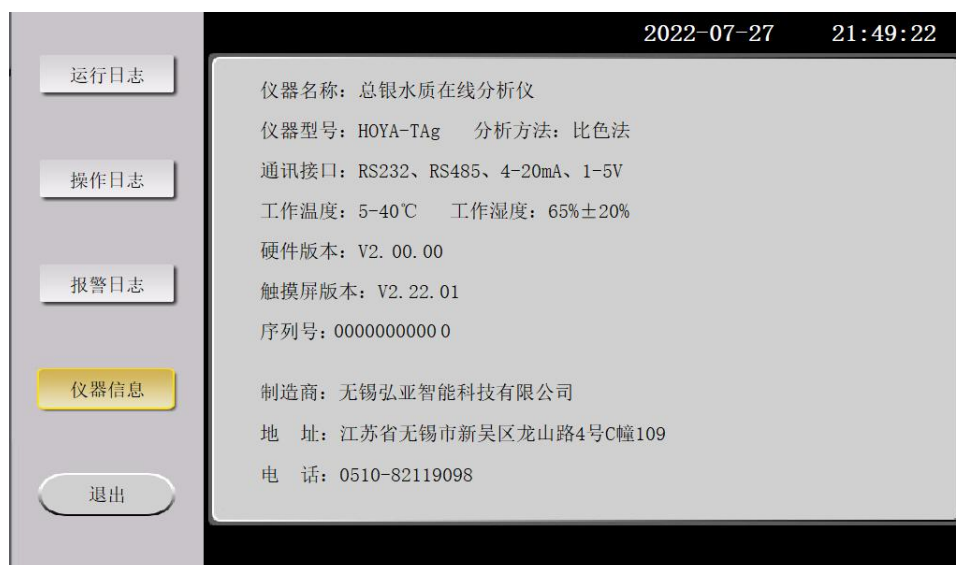 2022-07-27 21:49:22
运行日志
操作日志
报警日志
仪器信息
退出
仪器名称：总银水质在线分析仪
仪器型号：HOYA-TAg 分析方法：比色法
通讯接口：RS232、RS485、4-20mA、1-5V
工作温度：5-40℃ 工作湿度：65%±20%
硬件版本：V2.00.00
触摸屏版本：V2.22.01
序列号：00000000000
制造商：无锡弘亚智能科技有限公司
地 址：江苏省无锡市新吴区龙山路4号C幢109
电 话：0510-82119098